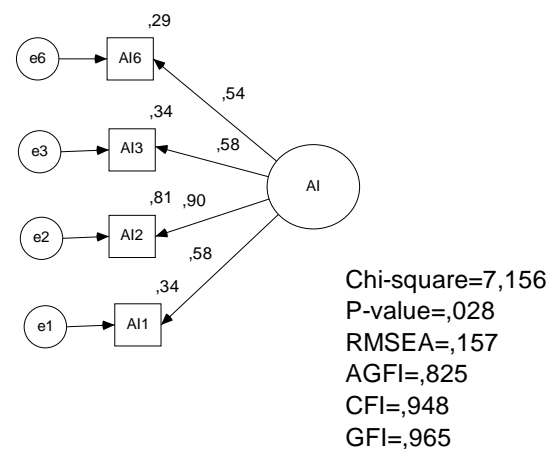 ,29
e6 AI6
,54
,34
e3 AI3 ,58
AI
,81 ,90
e2 AI2
,58
,34
e1 AI1
Chi-square=7,156
P-value=,028
RMSEA=,157
AGFI=,825
CFI=,948
GFI=,965